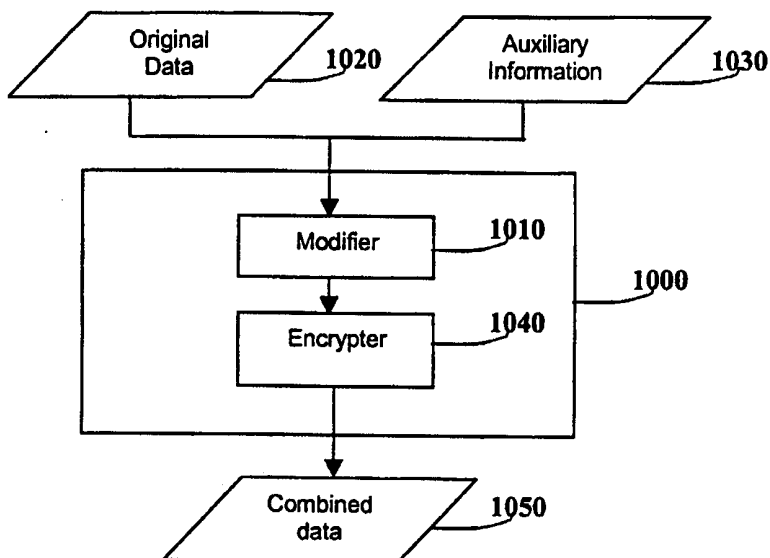 Original
Data
1020
Auxiliary
Information
1030
Modifier
1010
1000
Encrypter
1040
Combined
data
1050